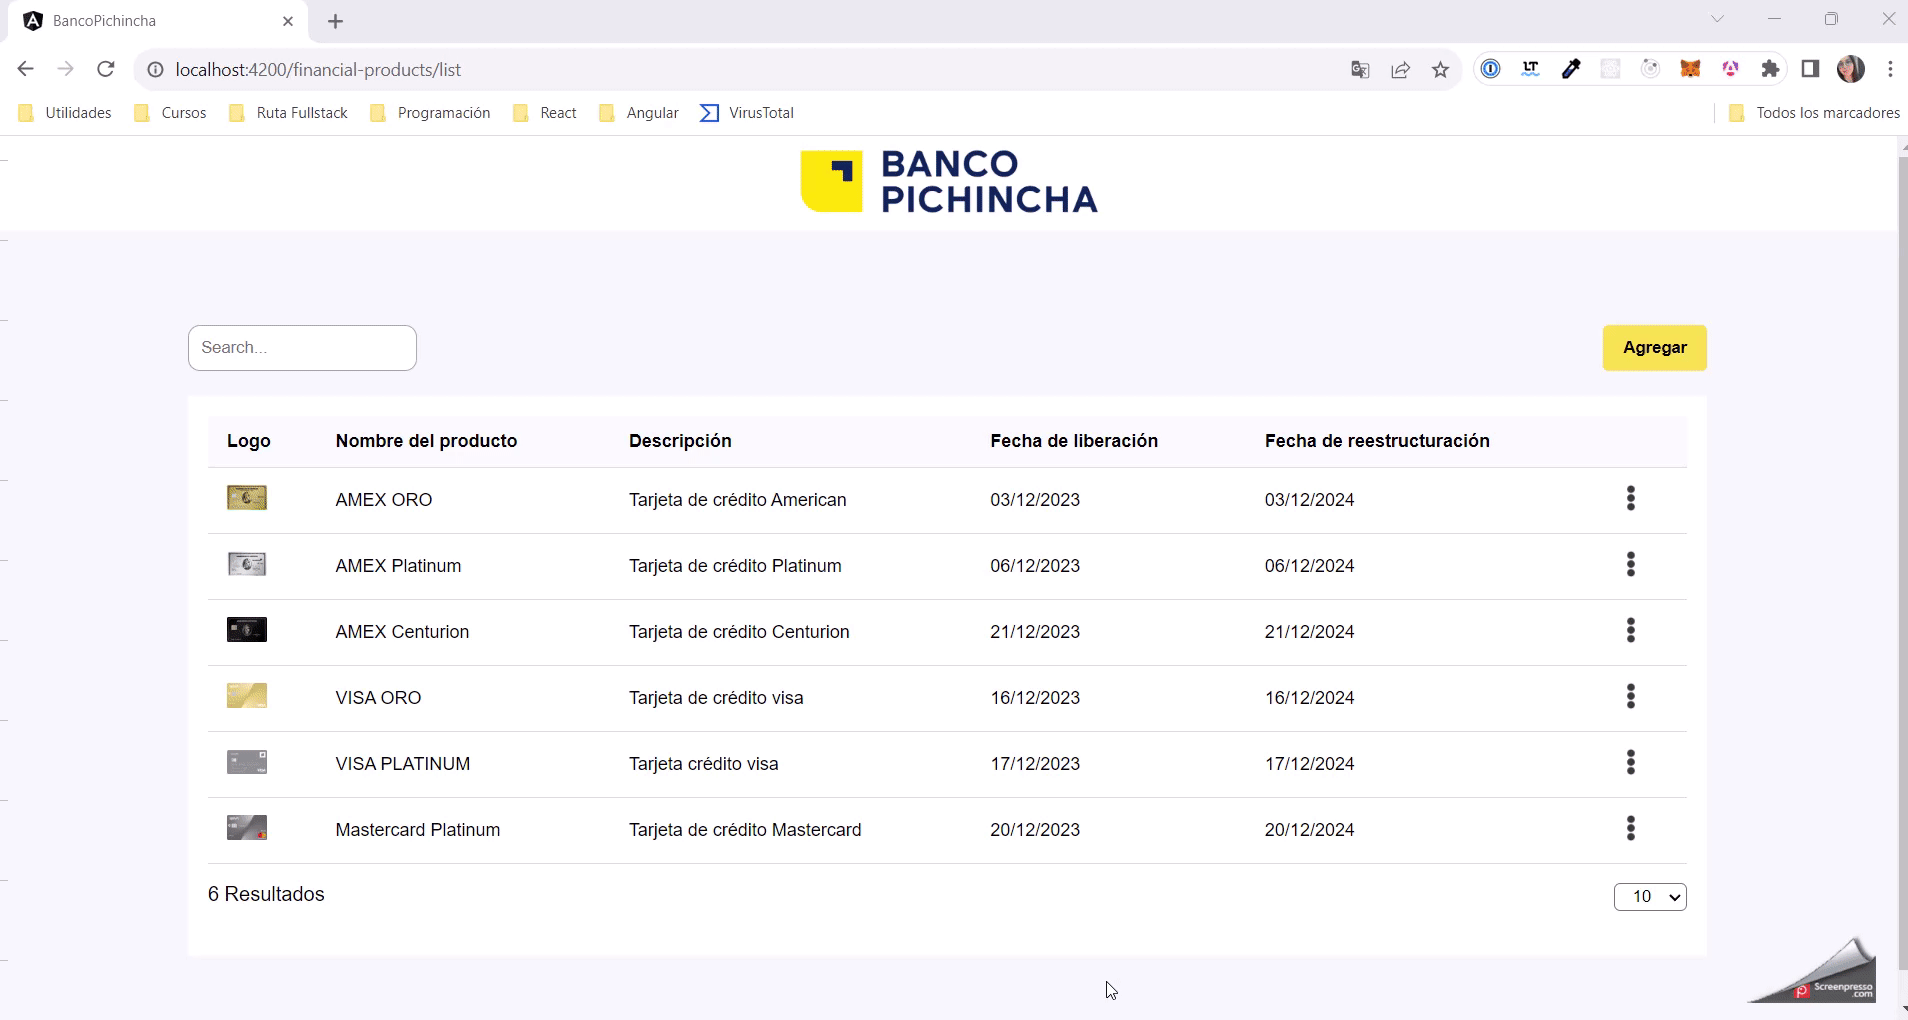 BancoPichincha
localhost:4200/financial-products/list
Utilidades Cursos Ruta Fullstack Programación React Angular VirusTotal Todos los marcadores
BANCO
PICHINCHA
Search...
Agregar
Logo Nombre del producto Descripción Fecha de liberación Fecha de reestructuración
AMEX ORO Tarjeta de crédito American 03/12/2023 03/12/2024
AMEX Platinum Tarjeta de crédito Platinum 06/12/2023 06/12/2024
AMEX Centurion Tarjeta de crédito Centurion 21/12/2023 21/12/2024
VISA ORO Tarjeta de crédito visa 16/12/2023 16/12/2024
VISA PLATINUM Tarjeta crédito visa 17/12/2023 17/12/2024
Mastercard Platinum Tarjeta de crédito Mastercard 20/12/2023 20/12/2024
6 Resultados
10
Screenpresso
.com